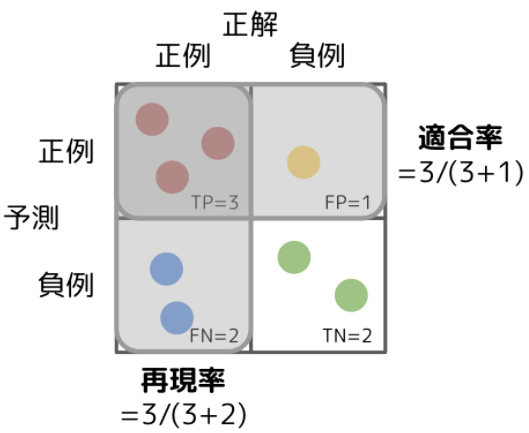 正解
正例 負例
正例
TP=3 FP=1
適合率
=3/(3+1)
予測
負例
FN=2 TN=2
再現率
=3/(3+2)